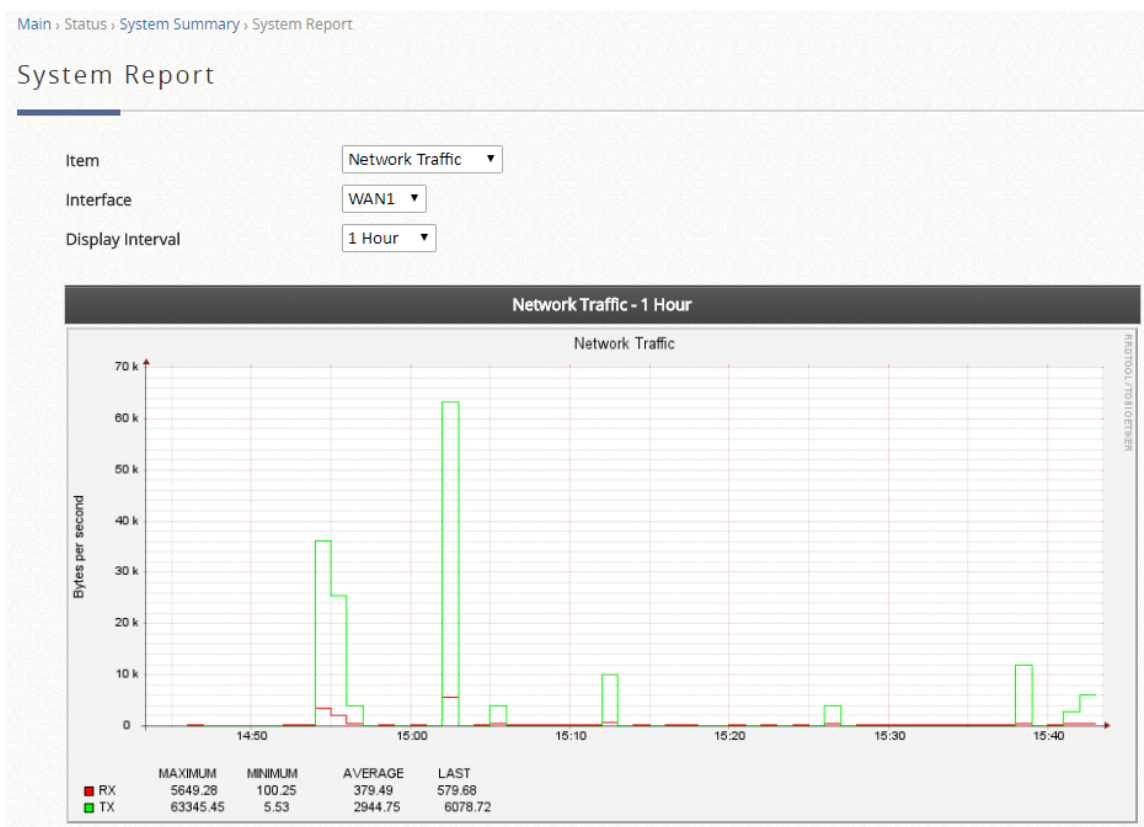 Main › Status › System Summary › System Report
System Report
Item Network Traffic
Interface WAN1
Display Interval 1 Hour
Network Traffic - 1 Hour
Network Traffic
RRDTOOL / TOBI OETIKER
Bytes per second
70 k
60 k
50 k
40 k
30 k
20 k
10 k
0
14:50 15:00 15:10 15:20 15:30 15:40
MAXIMUM MINIMUM AVERAGE LAST
RX 5649.28 100.25 379.49 579.68
TX 63345.45 5.53 2944.75 6078.72